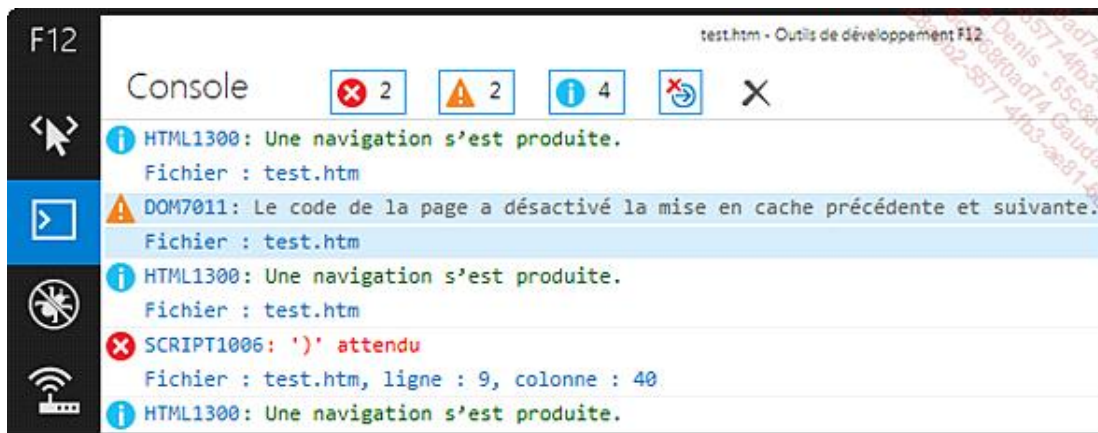 F12
test.htm - Outils de développement F12
Console 2 2 4
HTML1300: Une navigation s’est produite.
Fichier : test.htm
DOM7011: Le code de la page a désactivé la mise en cache précédente et suivante.
Fichier : test.htm
HTML1300: Une navigation s’est produite.
Fichier : test.htm
SCRIPT1006: ')' attendu
Fichier : test.htm, ligne : 9, colonne : 40
HTML1300: Une navigation s’est produite.